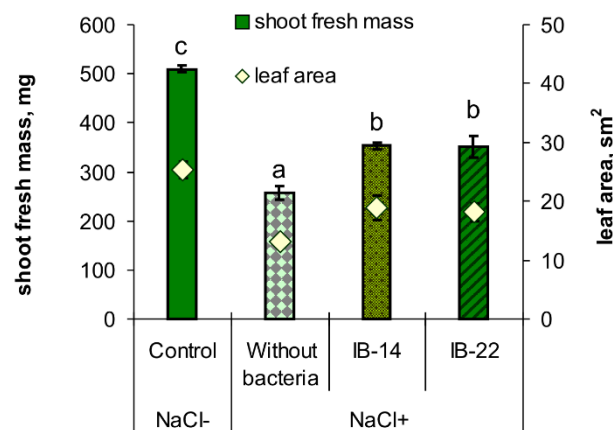 shoot fresh mass
leaf area
shoot fresh mass, mg
600
500
400
300
200
100
0
c
a
b
b
50
40
30
20
10
0
leaf area, sm²
Control
Without bacteria
IB-14
IB-22
NaCl-
NaCl+